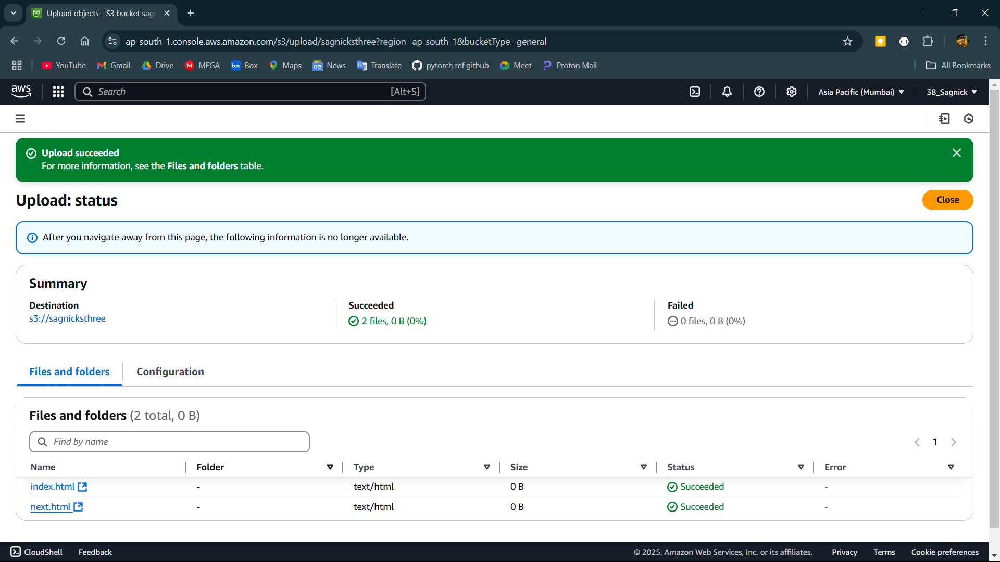 Upload objects - S3 bucket sag
ap-south-1.console.aws.amazon.com/s3/upload/sagnicksthree?region=ap-south-1&bucketType=general
YouTube Gmail Drive MEGA Box Maps News Translate pytorch ref github Meet Proton Mail All Bookmarks
aws Search [Alt+S] Asia Pacific (Mumbai) 38_Sagnick
Upload succeeded
For more information, see the Files and folders table.
Upload: status
Close
After you navigate away from this page, the following information is no longer available.
Summary
Destination Succeeded Failed
s3://sagnicksthree 2 files, 0 B (0%) 0 files, 0 B (0%)
Files and folders Configuration
Files and folders (2 total, 0 B)
Find by name
1
Name Folder Type Size Status Error
index.html - text/html 0 B Succeeded -
next.html - text/html 0 B Succeeded -
CloudShell Feedback © 2025, Amazon Web Services, Inc. or its affiliates. Privacy Terms Cookie preferences